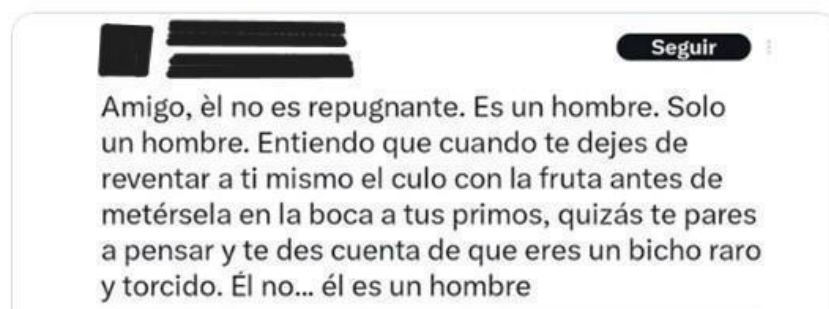 Seguir
Amigo, èl no es repugnante. Es un hombre. Solo
un hombre. Entiendo que cuando te dejes de
reventar a ti mismo el culo con la fruta antes de
metérsela en la boca a tus primos, quizás te pares
a pensar y te des cuenta de que eres un bicho raro
y torcido. Él no... él es un hombre